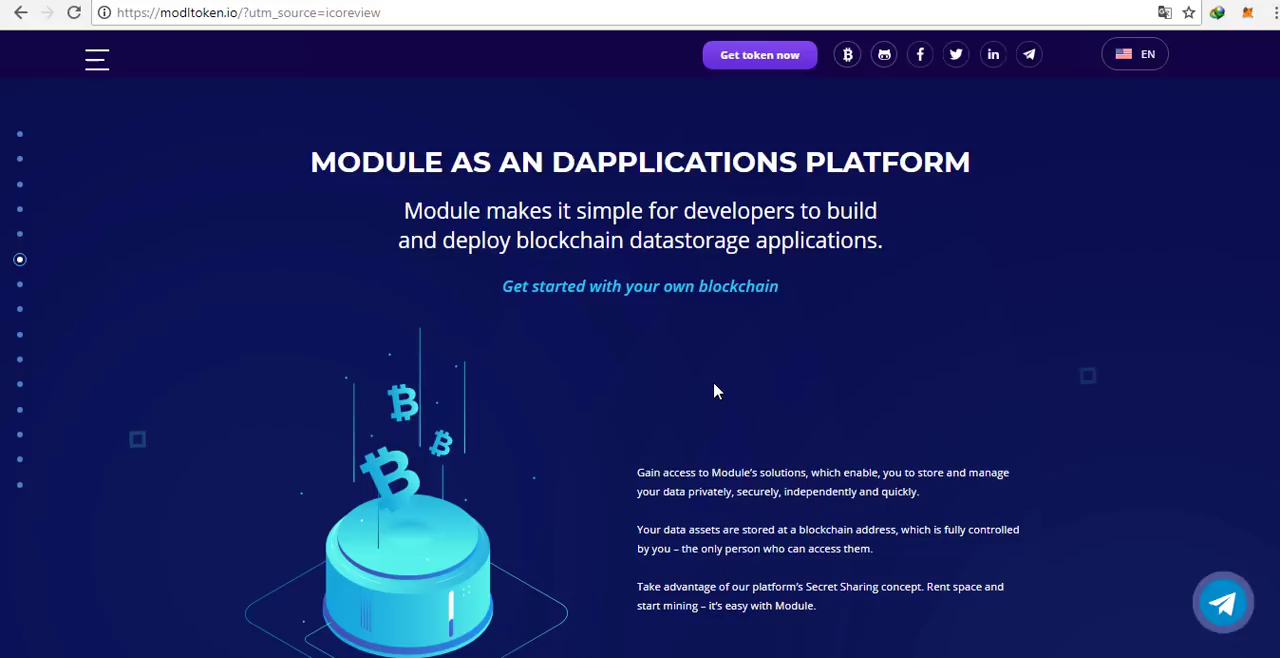 https://modltoken.io/?utm_source=icoreview
Get token now
EN
MODULE AS AN DAPPLICATIONS PLATFORM
Module makes it simple for developers to build
and deploy blockchain datastorage applications.
Get started with your own blockchain
Gain access to Module's solutions, which enable, you to store and manage
your data privately, securely, independently and quickly.
Your data assets are stored at a blockchain address, which is fully controlled
by you – the only person who can access them.
Take advantage of our platform's Secret Sharing concept. Rent space and
start mining – it's easy with Module.